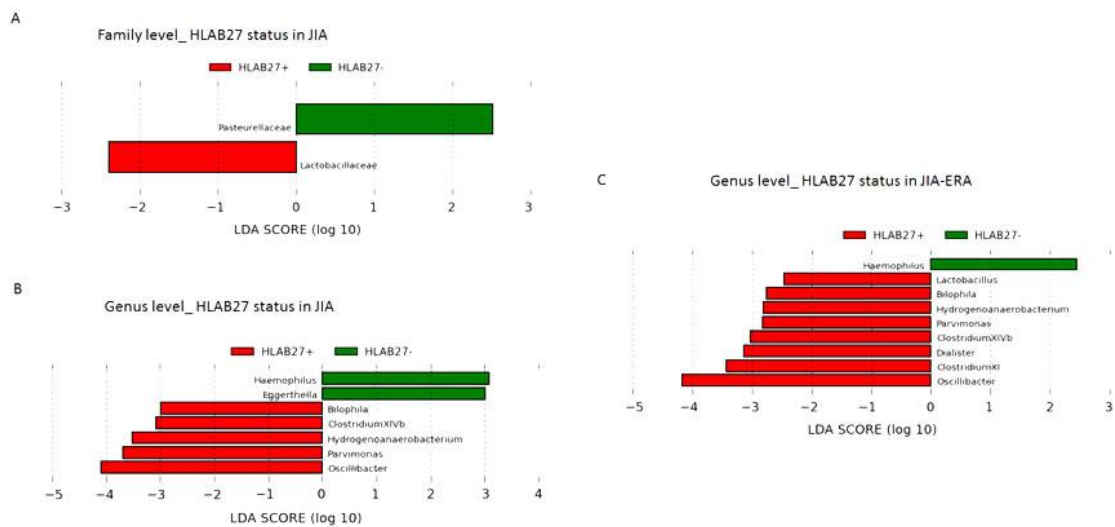 A
Family level_ HLAB27 status in JIA
HLAB27+ HLAB27-
Pasteurellaceae
Lactobacillaceae
−3 −2 −1 0 1 2 3
LDA SCORE (log 10)
B
Genus level_ HLAB27 status in JIA
HLAB27+ HLAB27-
Haemophilus
Eggerthella
Bilophila
ClostridiumXIVb
Hydrogenoanaerobacterium
Parvimonas
Oscillibacter
−5 −4 −3 −2 −1 0 1 2 3 4
LDA SCORE (log 10)
C
Genus level_ HLAB27 status in JIA-ERA
HLAB27+ HLAB27-
Haemophilus
Lactobacillus
Bilophila
Hydrogenoanaerobacterium
Parvimonas
ClostridiumXIVb
Dialister
ClostridiumXI
Oscillibacter
−5 −4 −3 −2 −1 0 1 2 3
LDA SCORE (log 10)